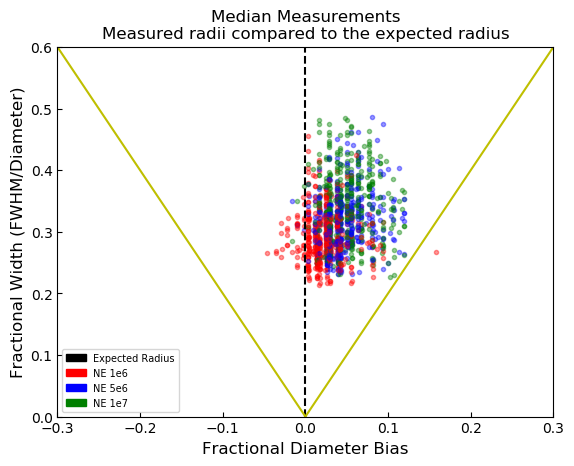 Median Measurements
Measured radii compared to the expected radius
Fractional Width (FWHM/Diameter)
0.6
0.5
0.4
0.3
0.2
0.1
0.0
Expected Radius
NE 1e6
NE 5e6
NE 1e7
−0.3 −0.2 −0.1 0.0 0.1 0.2 0.3
Fractional Diameter Bias